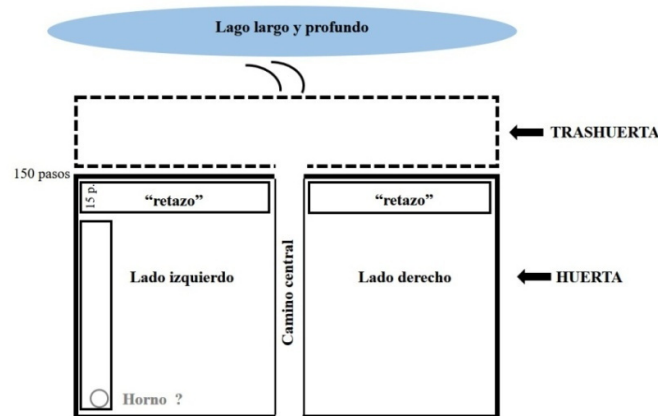 Lago largo y profundo
TRASHUERTA
150 pasos
15 p.
“retazo”
“retazo”
Lado izquierdo
Camino central
Lado derecho
HUERTA
Horno ?